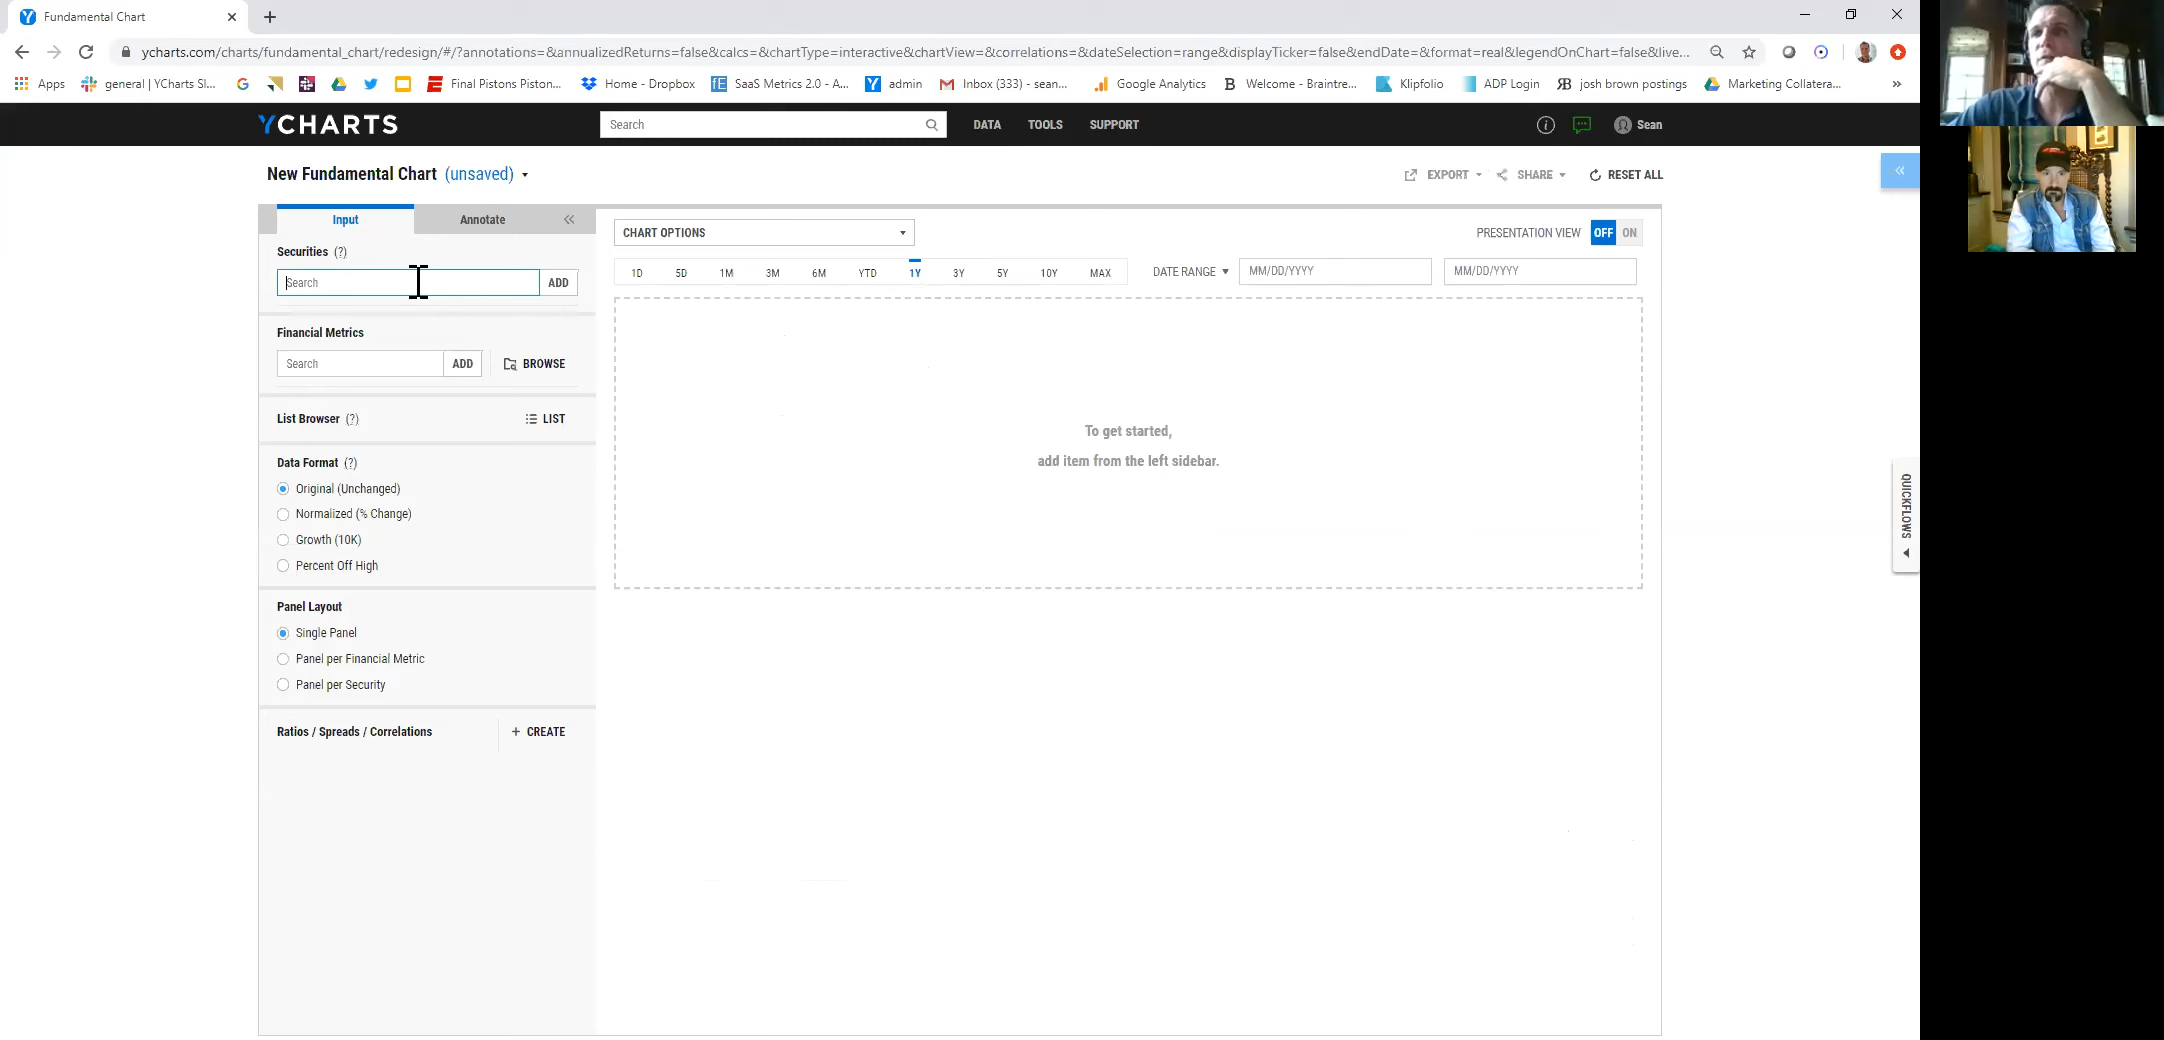 Fundamental Chart
ycharts.com/charts/fundamental_chart/redesign/#/?annotations=&annualizedReturns=false&calcs=&chartType=interactive&chartView=&correlations=&dateSelection=range&displayTicker=false&endDate=&format=real&legendOnChart=false&live...
Apps general | YCharts Sl... Final Pistons Piston... Home - Dropbox SaaS Metrics 2.0 - A... admin Inbox (333) - sean... Google Analytics Welcome - Braintre... Klipfolio ADP Login josh brown postings Marketing Collatera... »
YCHARTS Search DATA TOOLS SUPPORT Sean
New Fundamental Chart (unsaved) EXPORT SHARE RESET ALL
Input Annotate
Securities (?)
Search ADD
Financial Metrics
Search ADD BROWSE
List Browser (?) LIST
Data Format (?)
Original (Unchanged)
Normalized (% Change)
Growth (10K)
Percent Off High
Panel Layout
Single Panel
Panel per Financial Metric
Panel per Security
Ratios / Spreads / Correlations + CREATE
CHART OPTIONS PRESENTATION VIEW OFF ON
1D 5D 1M 3M 6M YTD 1Y 3Y 5Y 10Y MAX DATE RANGE MM/DD/YYYY MM/DD/YYYY
To get started,
add item from the left sidebar.
QUICKFLOWS